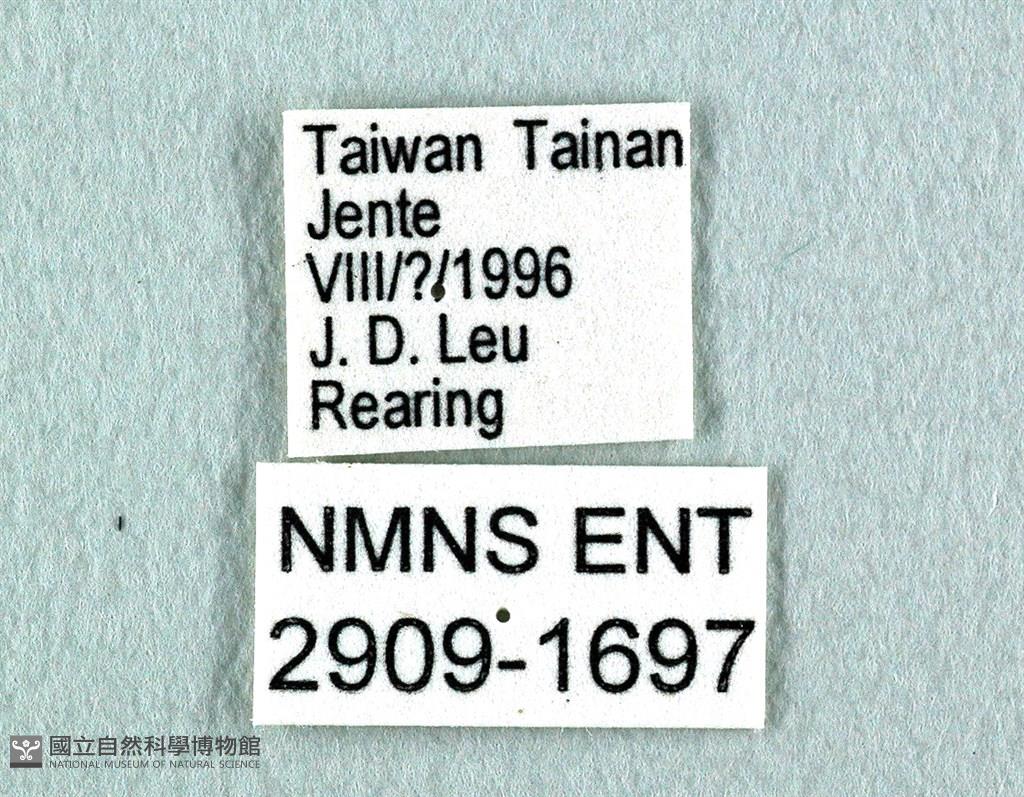 Taiwan Tainan
Jente
VIII/?/1996
J. D. Leu
Rearing
NMNS ENT
2909-1697
國立自然科學博物館
NATIONAL MUSEUM OF NATURAL SCIENCE